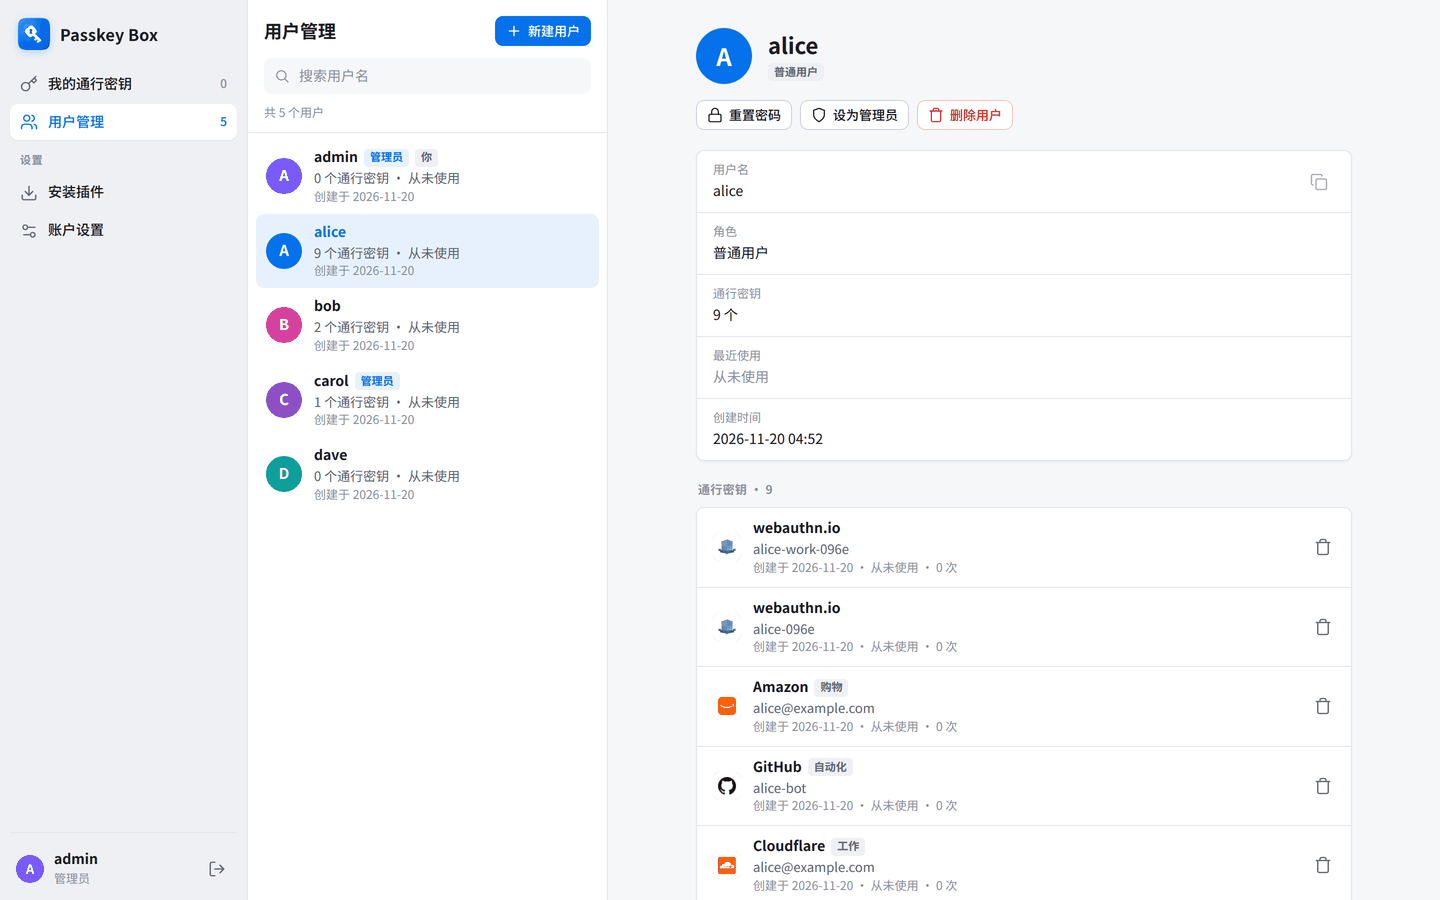 Passkey Box
我的通行密钥 0
用户管理 5
设置
安装插件
账户设置
A admin
管理员
用户管理
新建用户
搜索用户名
共 5 个用户
A admin 管理员 你
0 个通行密钥 • 从未使用
创建于 2026-11-20
A alice
9 个通行密钥 • 从未使用
创建于 2026-11-20
B bob
2 个通行密钥 • 从未使用
创建于 2026-11-20
C carol 管理员
1 个通行密钥 • 从未使用
创建于 2026-11-20
D dave
0 个通行密钥 • 从未使用
创建于 2026-11-20
A alice
普通用户
重置密码 设为管理员 删除用户
用户名
alice
角色
普通用户
通行密钥
9 个
最近使用
从未使用
创建时间
2026-11-20 04:52
通行密钥 • 9
webauthn.io
alice-work-096e
创建于 2026-11-20 • 从未使用 • 0 次
webauthn.io
alice-096e
创建于 2026-11-20 • 从未使用 • 0 次
Amazon 购物
alice@example.com
创建于 2026-11-20 • 从未使用 • 0 次
GitHub 自动化
alice-bot
创建于 2026-11-20 • 从未使用 • 0 次
Cloudflare 工作
alice@example.com
创建于 2026-11-20 • 从未使用 • 0 次